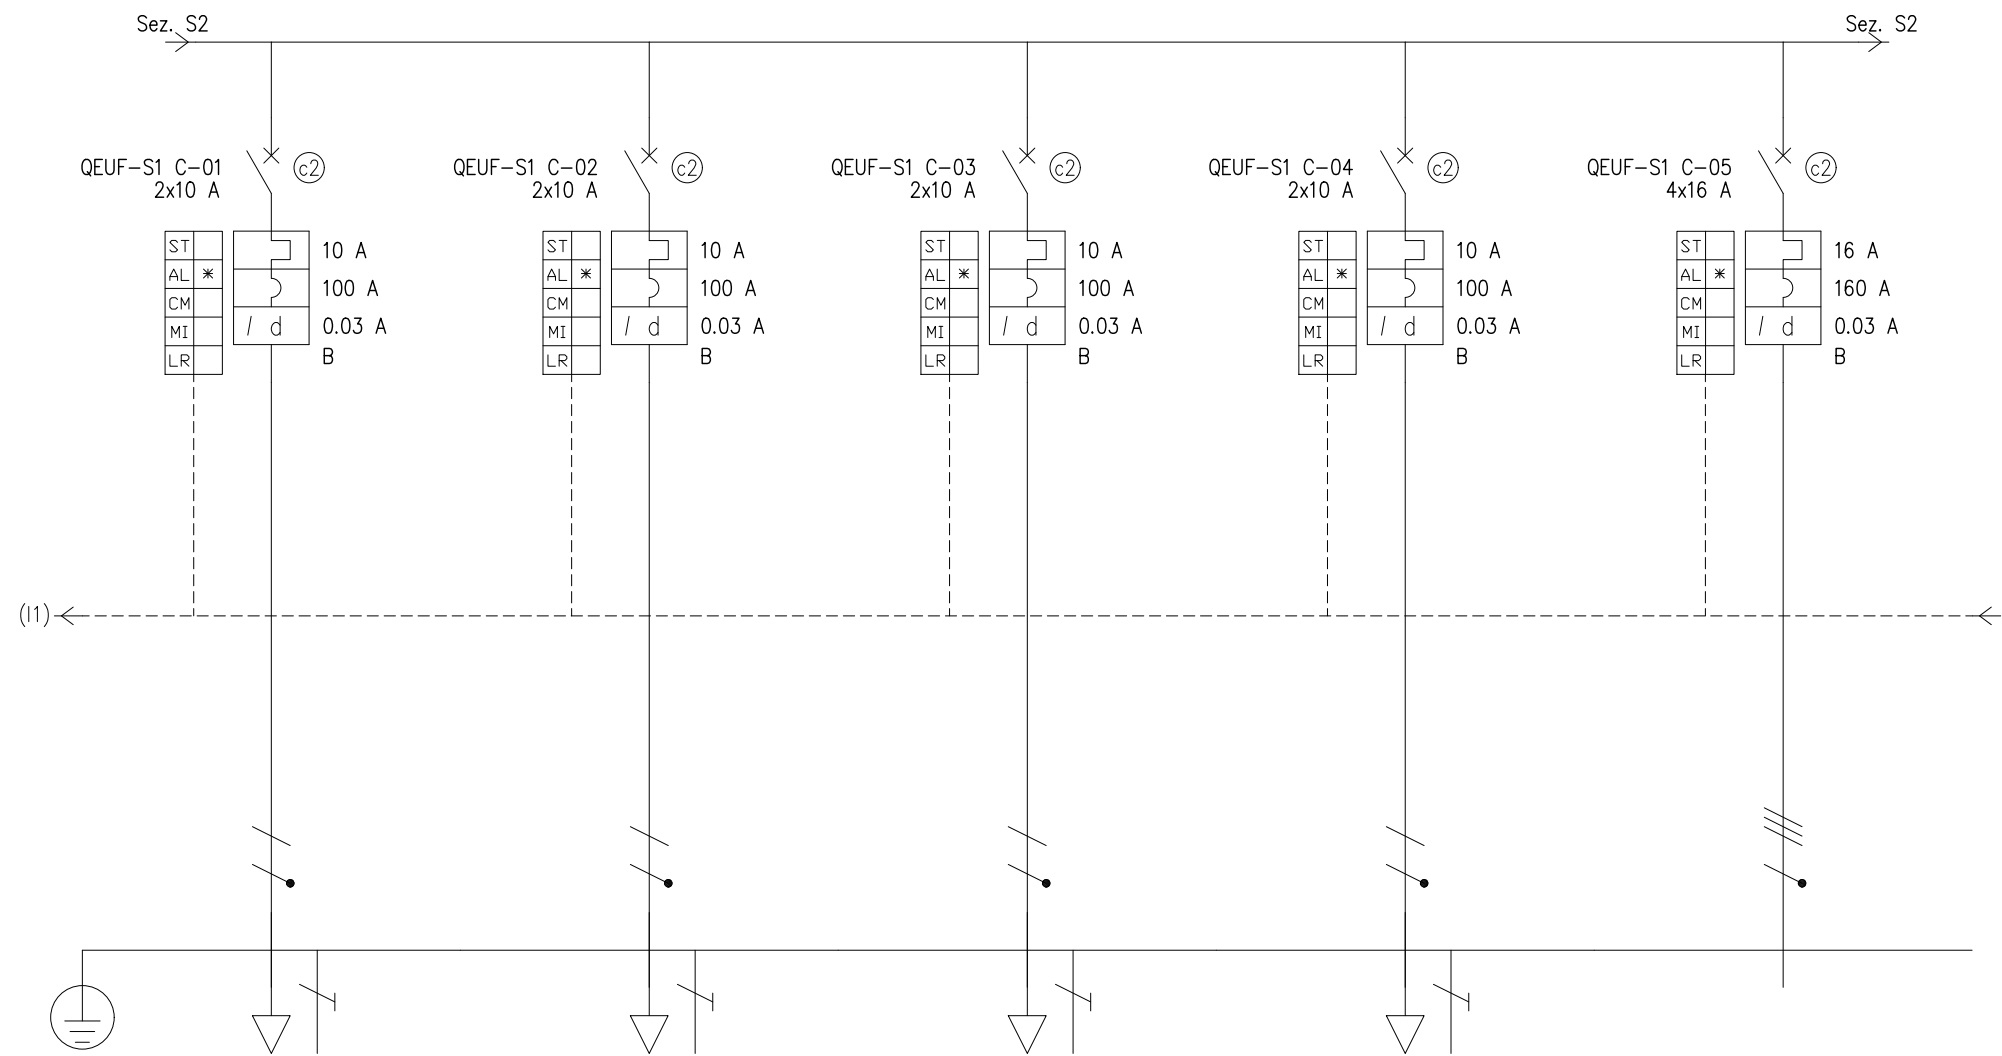 Sez. S2
Sez. S2
QEUF-S1 C-01
2x10 A
c2
ST
AL *
CM
MI
LR
10 A
100 A
I d
0.03 A
B
QEUF-S1 C-02
2x10 A
c2
ST
AL *
CM
MI
LR
10 A
100 A
I d
0.03 A
B
QEUF-S1 C-03
2x10 A
c2
ST
AL *
CM
MI
LR
10 A
100 A
I d
0.03 A
B
QEUF-S1 C-04
2x10 A
c2
ST
AL *
CM
MI
LR
10 A
100 A
I d
0.03 A
B
QEUF-S1 C-05
4x16 A
c2
ST
AL *
CM
MI
LR
16 A
160 A
I d
0.03 A
B
(I1)